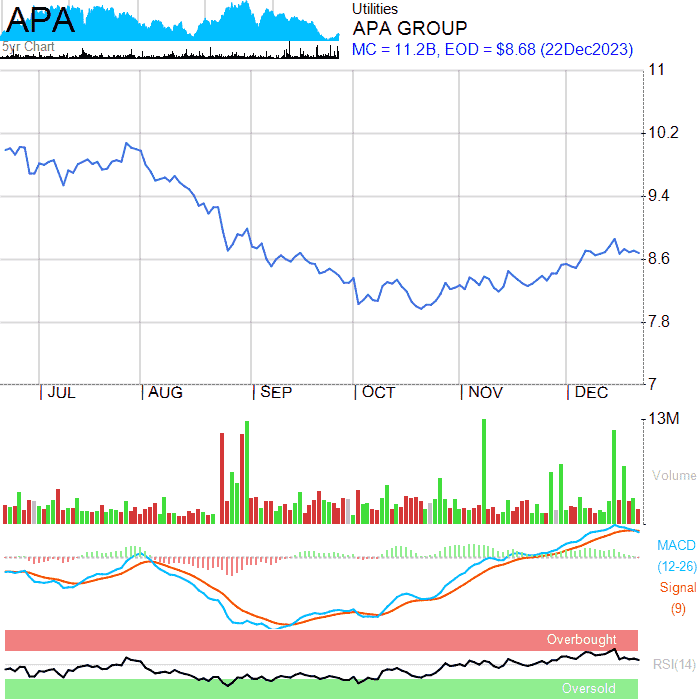 APA
5yr Chart
Utilities
APA GROUP
MC = 11.2B, EOD = $8.68 (22Dec2023)
11
10.2
9.4
8.6
7.8
7
JUL AUG SEP OCT NOV DEC
13M
Volume
MACD
(12-26)
Signal
(9)
Overbought
RSI(14)
Oversold